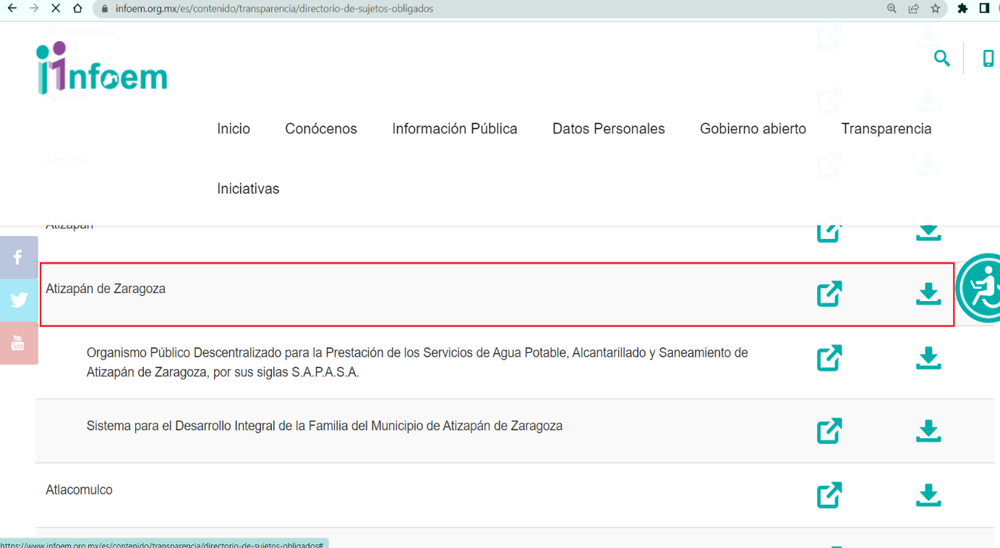 infoem.org.mx/es/contenido/transparencia/directorio-de-sujetos-obligados
Amecameca
infoem
Apaxco
Inicio Conócenos Información Pública Datos Personales Gobierno abierto Transparencia
Atenco
Iniciativas
Atizapán
f
Atizapán de Zaragoza
You
Tube
Organismo Público Descentralizado para la Prestación de los Servicios de Agua Potable, Alcantarillado y Saneamiento de
Atizapán de Zaragoza, por sus siglas S.A.P.A.S.A.
Sistema para el Desarrollo Integral de la Familia del Municipio de Atizapán de Zaragoza
Atlacomulco
https://www.infoem.org.mx/es/contenido/transparencia/directorio-de-sujetos-obligados#